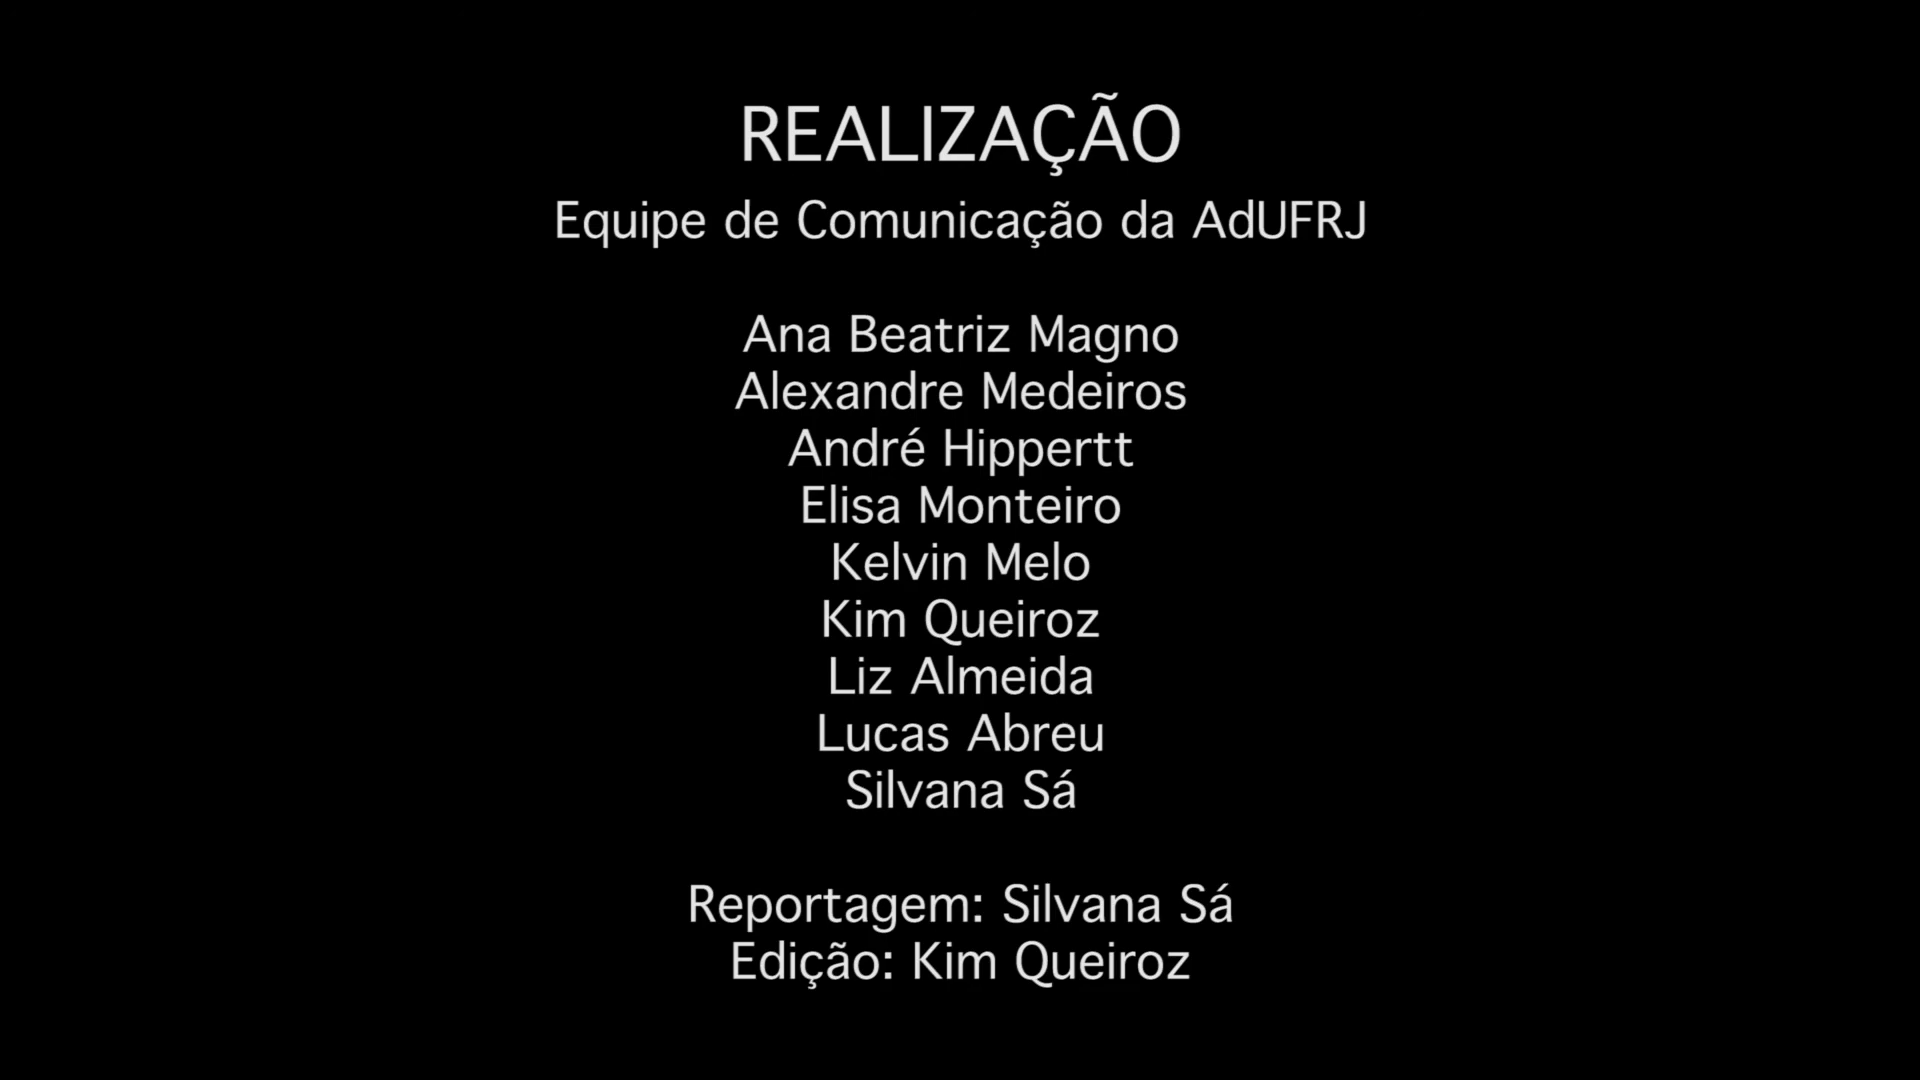 REALIZAÇÃO
Equipe de Comunicação da AdUFRJ
Ana Beatriz Magno
Alexandre Medeiros
André Hippertt
Elisa Monteiro
Kelvin Melo
Kim Queiroz
Liz Almeida
Lucas Abreu
Silvana Sá
Reportagem: Silvana Sá
Edição: Kim Queiroz